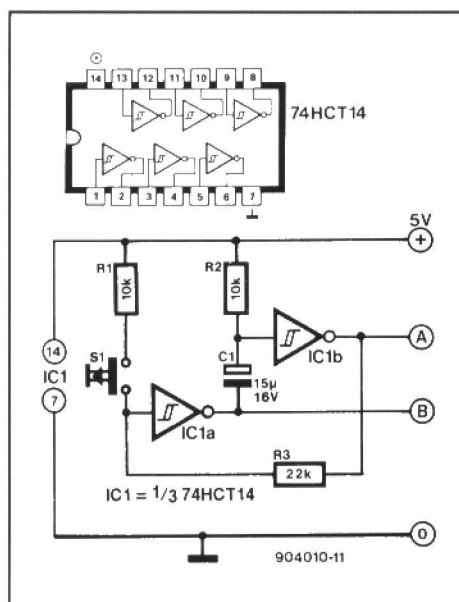 14 13 12 11 10 9 8
74HCT14
1 2 3 4 5 6 7
5V
+
R1
10k
R2
10k
14
IC1
7
S1
C1
15µ
16V
IC1a
IC1b
A
B
R3
22k
IC1 = 1/3 74HCT14
0
904010-11